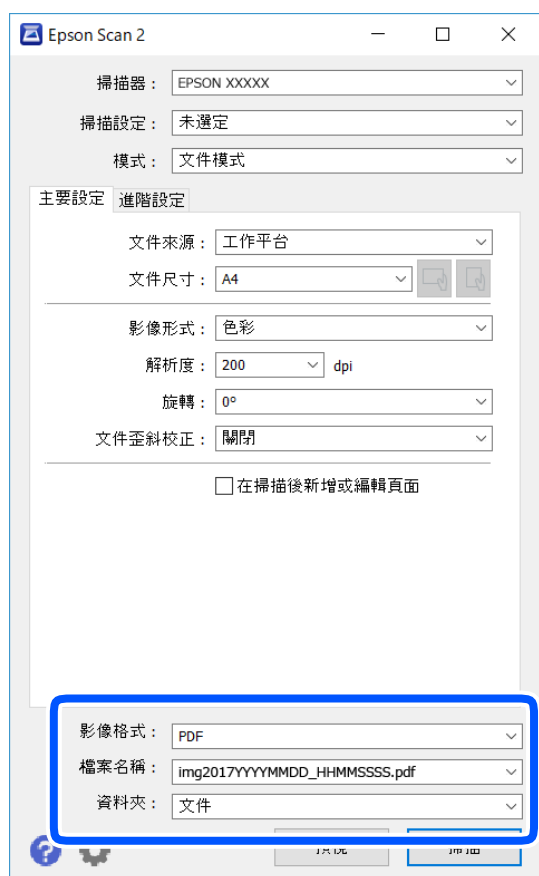 Epson Scan 2
掃描器： EPSON XXXXX
掃描設定： 未選定
模式： 文件模式
主要設定 進階設定
文件來源： 工作平台
文件尺寸： A4
影像形式： 色彩
解析度： 200 dpi
旋轉： 0°
文件歪斜校正： 關閉
在掃描後新增或編輯頁面
影像格式： PDF
檔案名稱： img2017YYYYMMDD_HHMMSSSS.pdf
資料夾： 文件